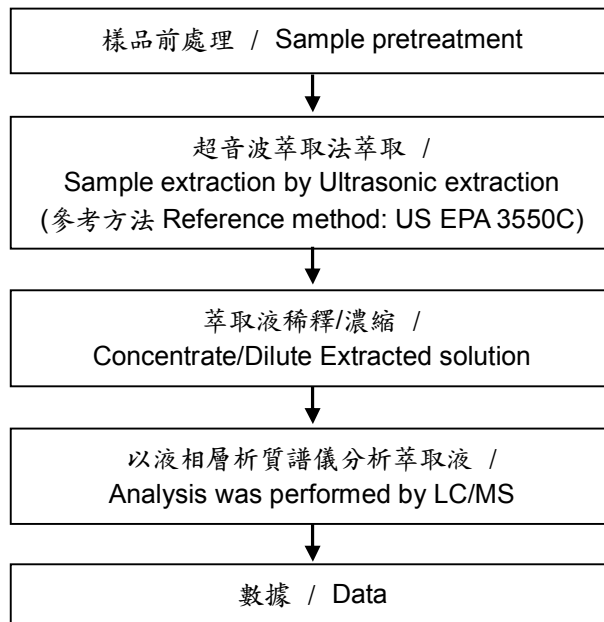 樣品前處理 / Sample pretreatment
超音波萃取法萃取 /
Sample extraction by Ultrasonic extraction
(參考方法 Reference method: US EPA 3550C)
萃取液稀釋/濃縮 /
Concentrate/Dilute Extracted solution
以液相層析質譜儀分析萃取液 /
Analysis was performed by LC/MS
數據 / Data